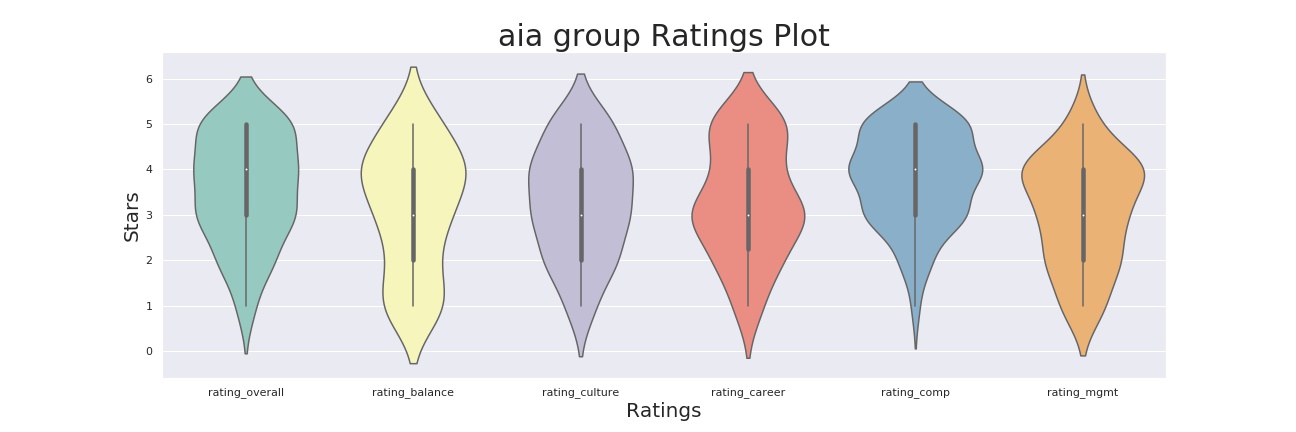 aia group Ratings Plot
Stars
6
5
4
3
2
1
0
rating_overall rating_balance rating_culture rating_career rating_comp rating_mgmt
Ratings